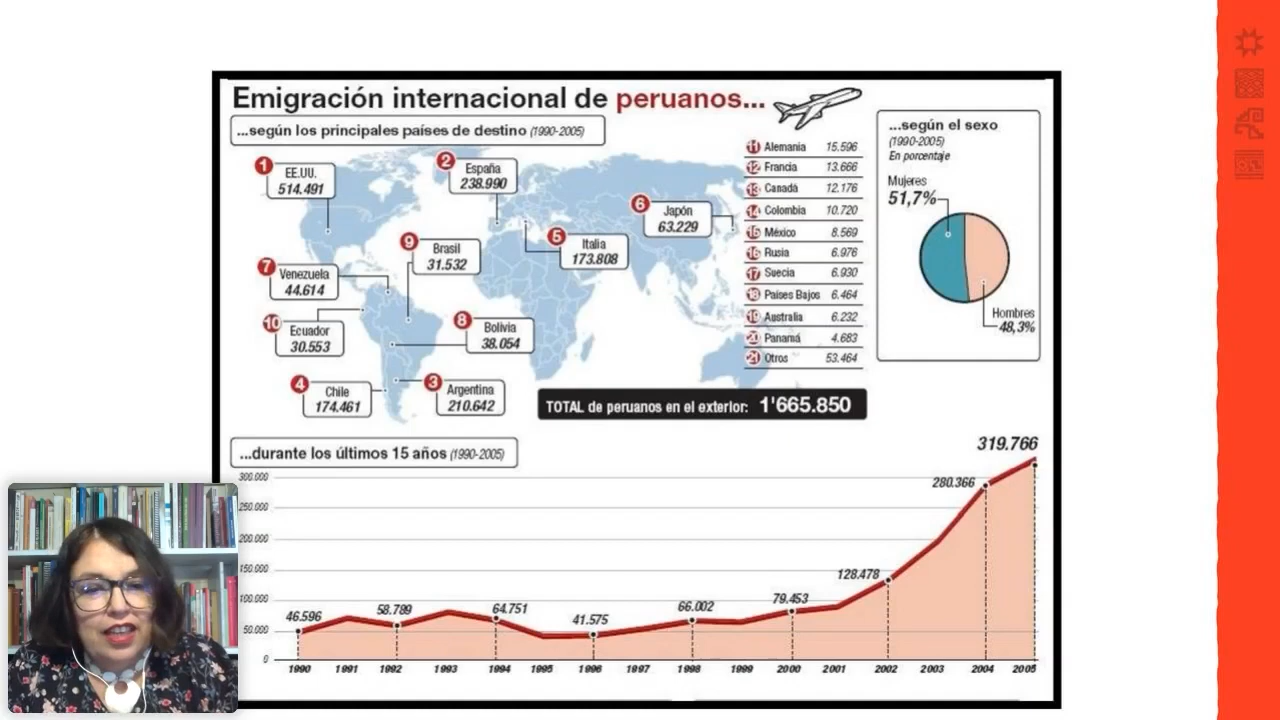 Emigración internacional de peruanos...
...según los principales países de destino (1990-2005)
1 EE.UU.
514.491
2 España
238.990
6 Japón
63.229
5 Italia
173.808
9 Brasil
31.532
7 Venezuela
44.614
10 Ecuador
30.553
8 Bolivia
38.054
4 Chile
174.461
3 Argentina
210.642
11 Alemania 15.596
12 Francia 13.666
13 Canadá 12.176
14 Colombia 10.720
15 México 8.569
16 Rusia 6.976
17 Suecia 6.930
18 Países Bajos 6.464
19 Australia 6.232
20 Panamá 4.683
21 Otros 53.464
TOTAL de peruanos en el exterior: 1'665.850
...según el sexo
(1990-2005)
En porcentaje
Mujeres
51,7%
Hombres
48,3%
...durante los últimos 15 años (1990-2005)
319.766
300.000
280.366
250.000
200.000
150.000
128.478
100.000
79.453
66.002
64.751
58.789
46.596
41.575
50.000
0
1990 1991 1992 1993 1994 1995 1996 1997 1998 1999 2000 2001 2002 2003 2004 2005